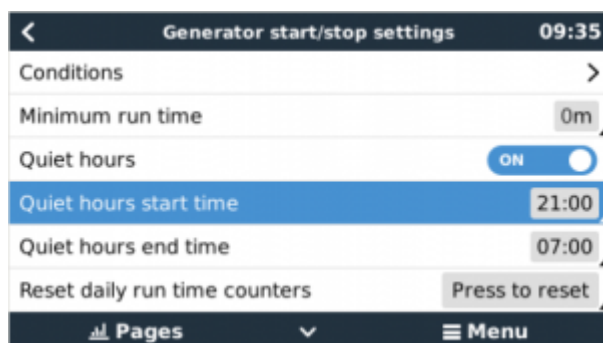 Generator start/stop settings 09:35
Conditions
Minimum run time 0m
Quiet hours ON
Quiet hours start time 21:00
Quiet hours end time 07:00
Reset daily run time counters Press to reset
Pages Menu